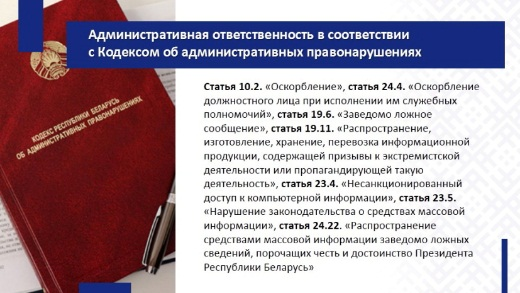 Административная ответственность в соответствии
с Кодексом об административных правонарушениях
КОДЕКС РЕСПУБЛИКИ БЕЛАРУСЬ
ОБ АДМИНИСТРАТИВНЫХ ПРАВОНАРУШЕНИЯХ
Статья 10.2. «Оскорбление», статья 24.4. «Оскорбление
должностного лица при исполнении им служебных
полномочий», статья 19.6. «Заведомо ложное
сообщение», статья 19.11. «Распространение,
изготовление, хранение, перевозка информационной
продукции, содержащей призывы к экстремистской
деятельности или пропагандирующей такую
деятельность», статья 23.4. «Несанкционированный
доступ к компьютерной информации», статья 23.5.
«Нарушение законодательства о средствах массовой
информации», статья 24.22. «Распространение
средствами массовой информации заведомо ложных
сведений, порочащих честь и достоинство Президента
Республики Беларусь»